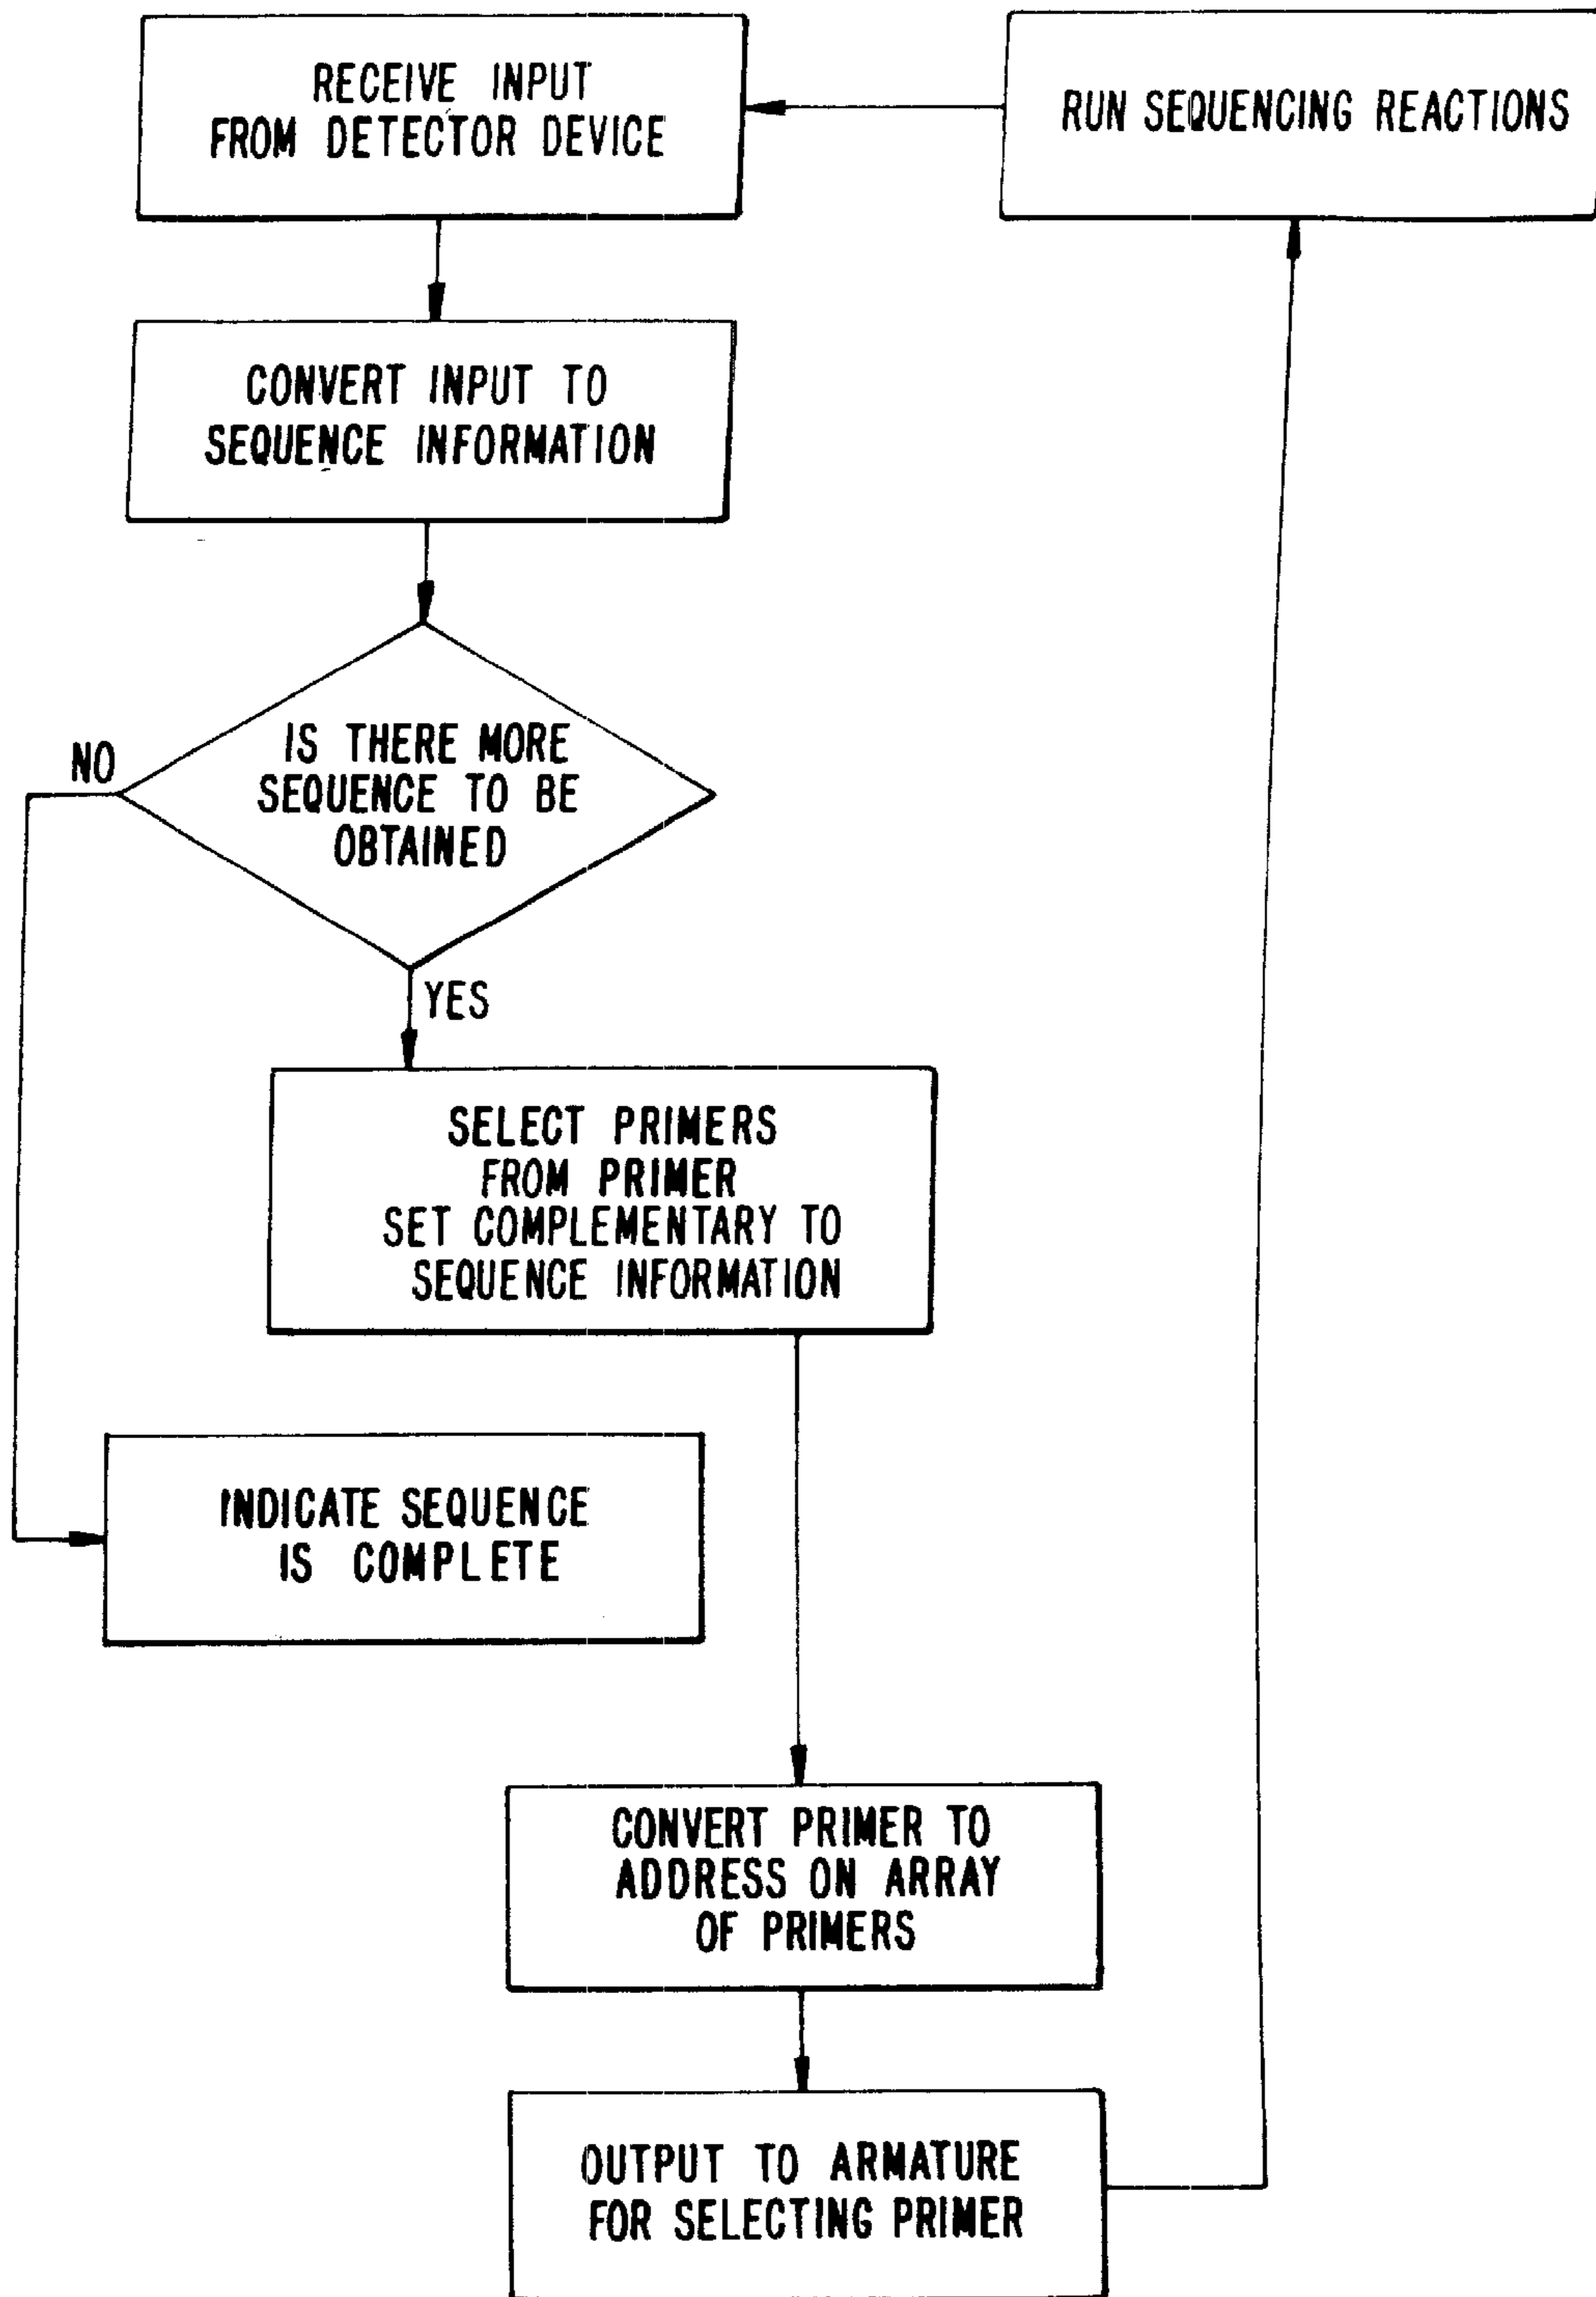 RECEIVE INPUT
FROM DETECTOR DEVICE
RUN SEQUENCING REACTIONS
CONVERT INPUT TO
SEQUENCE INFORMATION
IS THERE MORE
SEQUENCE TO BE
OBTAINED
NO
YES
SELECT PRIMERS
FROM PRIMER
SET COMPLEMENTARY TO
SEQUENCE INFORMATION
INDICATE SEQUENCE
IS COMPLETE
CONVERT PRIMER TO
ADDRESS ON ARRAY
OF PRIMERS
OUTPUT TO ARMATURE
FOR SELECTING PRIMER